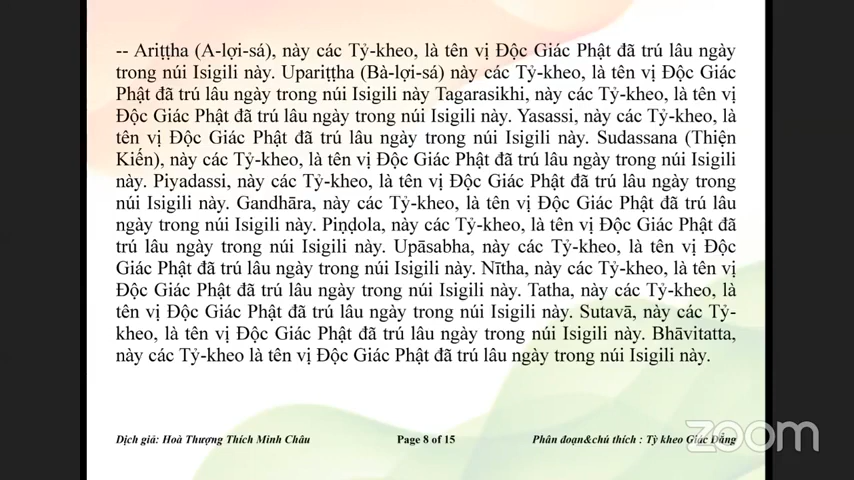 -- Ariṭṭha (A-lợi-sá), này các Tỷ-kheo, là tên vị Độc Giác Phật đã trú lâu ngày
trong núi Isigili này. Upariṭṭha (Bà-lợi-sá) này các Tỷ-kheo, là tên vị Độc Giác
Phật đã trú lâu ngày trong núi Isigili này Tagarasikhi, này các Tỷ-kheo, là tên vị
Độc Giác Phật đã trú lâu ngày trong núi Isigili này. Yasassi, này các Tỷ-kheo, là
tên vị Độc Giác Phật đã trú lâu ngày trong núi Isigili này. Sudassana (Thiện
Kiến), này các Tỷ-kheo, là tên vị Độc Giác Phật đã trú lâu ngày trong núi Isigili
này. Piyadassi, này các Tỷ-kheo, là tên vị Độc Giác Phật đã trú lâu ngày trong
núi Isigili này. Gandhāra, này các Tỷ-kheo, là tên vị Độc Giác Phật đã trú lâu
ngày trong núi Isigili này. Piṇḍola, này các Tỷ-kheo, là tên vị Độc Giác Phật đã
trú lâu ngày trong núi Isigili này. Upāsabha, này các Tỷ-kheo, là tên vị Độc
Giác Phật đã trú lâu ngày trong núi Isigili này. Nītha, này các Tỷ-kheo, là tên vị
Độc Giác Phật đã trú lâu ngày trong núi Isigili này. Tatha, này các Tỷ-kheo, là
tên vị Độc Giác Phật đã trú lâu ngày trong núi Isigili này. Sutavā, này các Tỷ-
kheo, là tên vị Độc Giác Phật đã trú lâu ngày trong núi Isigili này. Bhāvitatta,
này các Tỷ-kheo là tên vị Độc Giác Phật đã trú lâu ngày trong núi Isigili này.
Dịch giả: Hoà Thượng Thích Minh Châu
Page 8 of 15
Phân đoạn&chú thích : Tỳ kheo Giác Đẳng
zoom